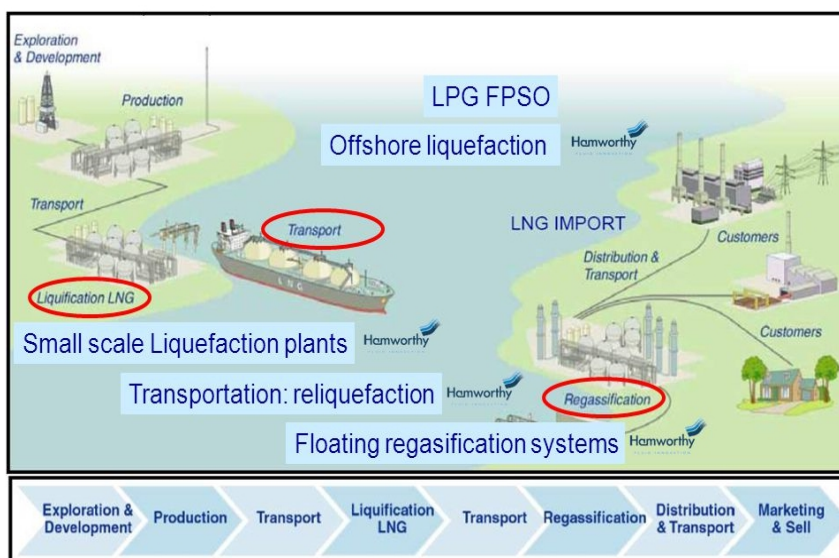 Exploration
& Development
Production
Transport
Liquification LNG
Transport
LNG
LPG FPSO
Offshore liquefaction
Hamworthy
LNG IMPORT
Distribution &
Transport
Customers
Customers
Small scale Liquefaction plants
Hamworthy
Transportation: reliquefaction
Hamworthy
Regassification
Floating regasification systems
Hamworthy
Exploration &
Development
Production
Transport
Liquification
LNG
Transport
Regassification
Distribution
& Transport
Marketing
& Sell